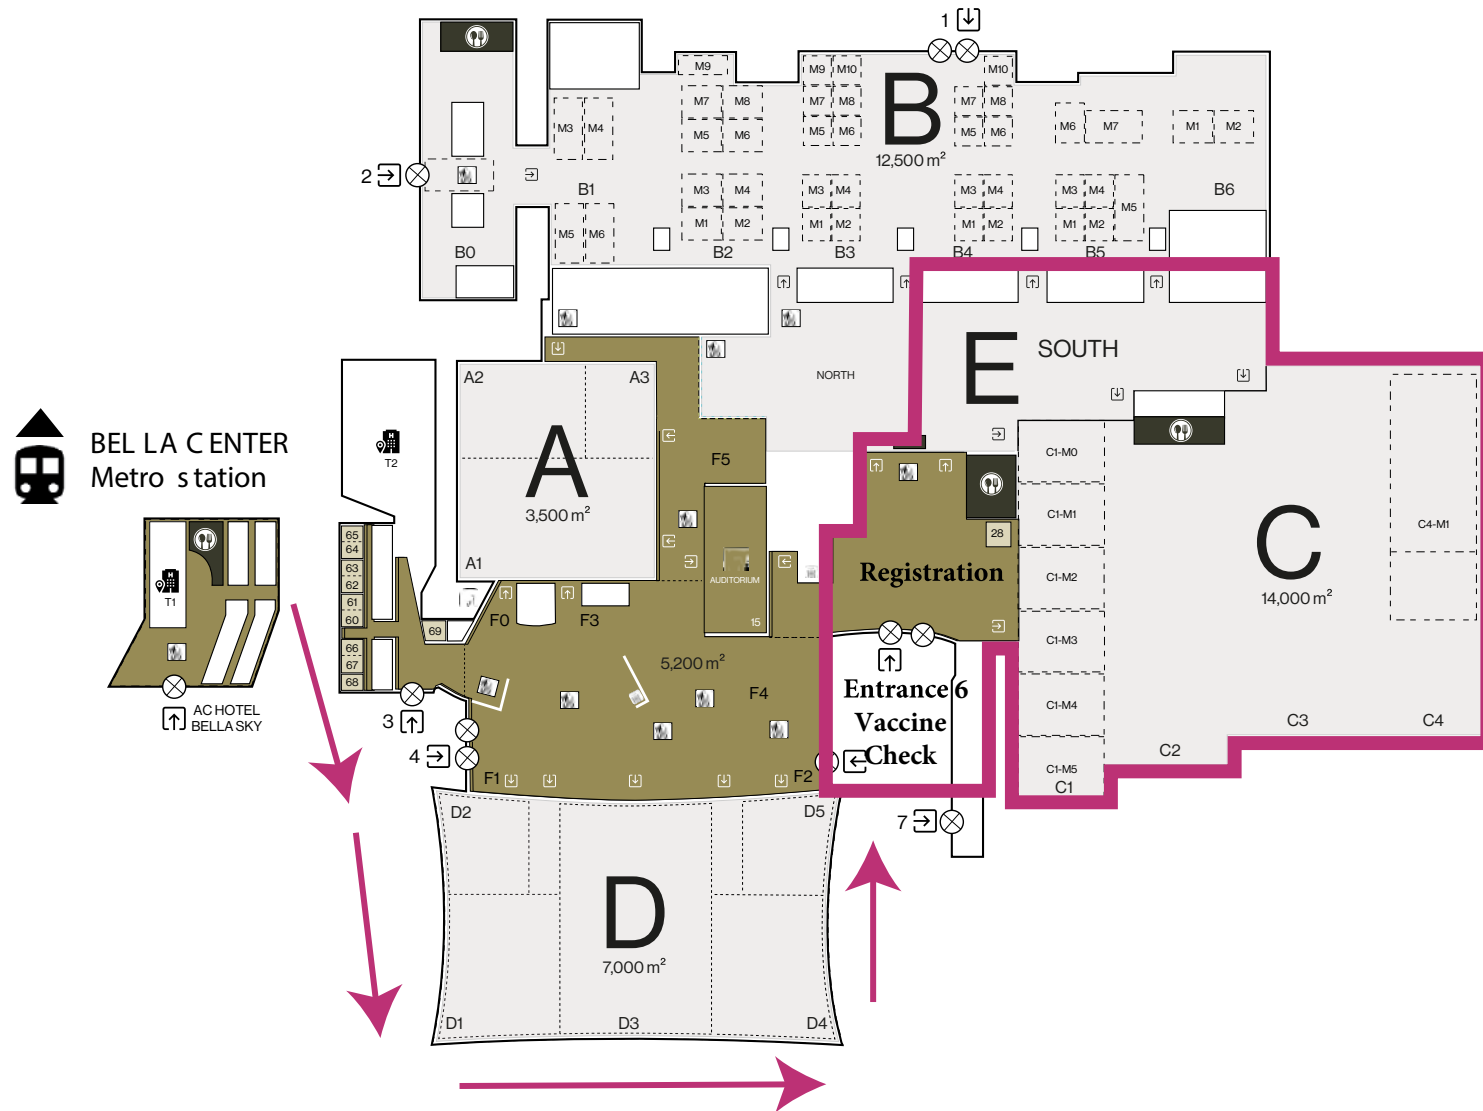 1
M9
M9 M10
M10
B
12,500 m²
M7 M8
M7 M8
M7 M8
M3 M4
M5 M6
M5 M6
M5 M6
M6 M7
M1 M2
2
B1
M3 M4
M3 M4
M3 M4
M3 M4
M5
B6
M5 M6
M1 M2
M1 M2
M1 M2
M1 M2
B0
B2
B3
B4
B5
E SOUTH
NORTH
A2
A3
A
3,500 m²
A1
BELLA CENTER
Metro station
T2
F5
C1-M0
C1-M1
C1-M2
C1-M3
C1-M4
C1-M5
C1
C4-M1
C
14,000 m²
C2
C3
C4
28
Registration
AUDITORIUM
15
T1
65
64
63
62
61
60
66
67
68
69
F0
F3
5,200 m²
F4
AC HOTEL
BELLA SKY
3
4
F1
F2
Entrance 6
Vaccine
Check
7
D2
D5
D
7,000 m²
D1
D3
D4